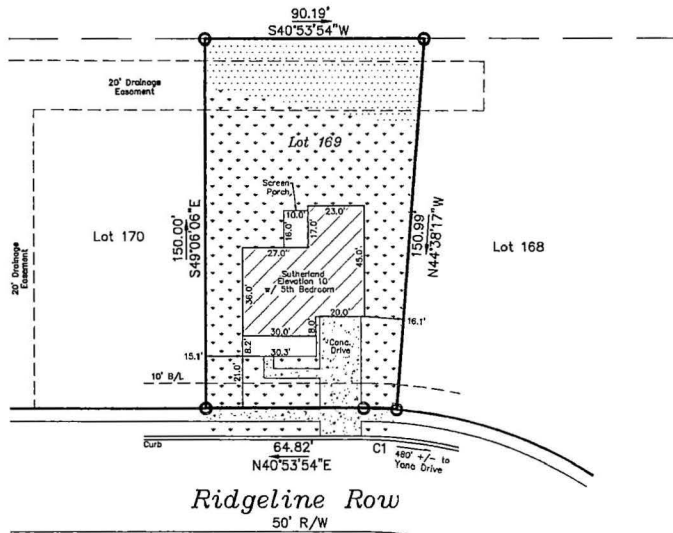 90.19'
S40°53'54"W
20' Drainage
Easement
Lot 169
Screen
Porch
10.0'
23.0'
16.0'
17.0'
27.0'
150.00'
S49°06'06"E
Lot 170
150.99'
N44°38'17"W
Lot 168
20' Drainage
Easement
45.0'
36.0'
Sutherland
Elevation 10
5th Bedroom
20.0'
16.1'
8.0'
30.0'
Conc.
Drive
8.2'
15.1'
30.3'
21.0'
10' B/L
Curb
64.82'
N40°53'54"E
C1
480' +/- to
Yana Drive
Ridgeline Row
50' R/W